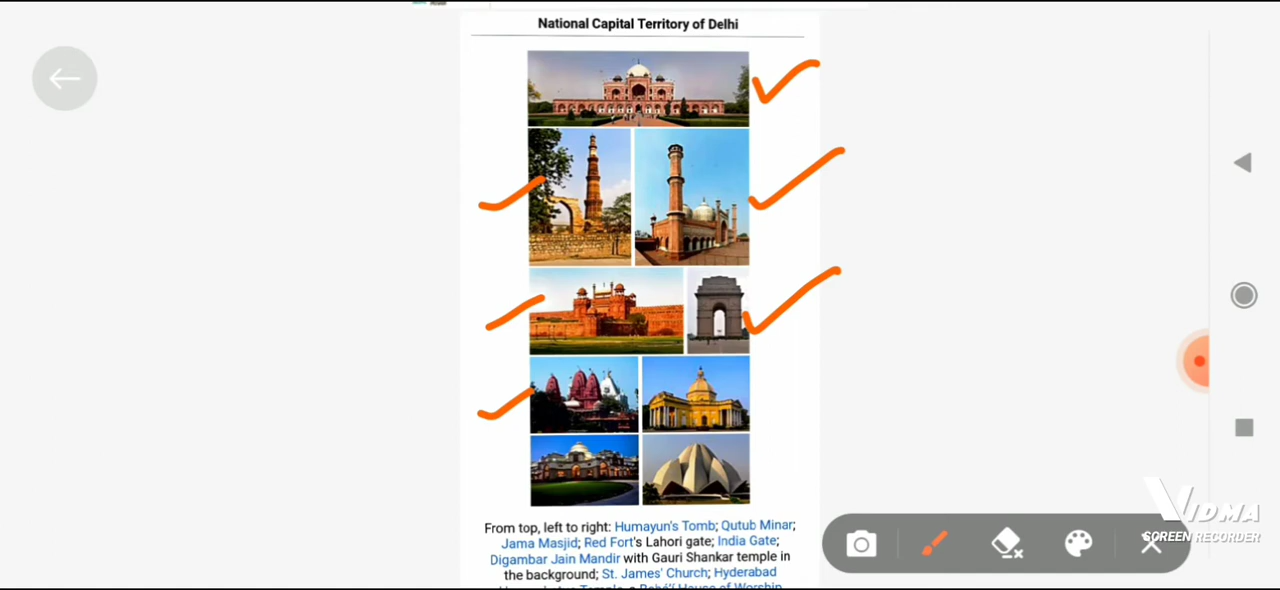 National Capital Territory of Delhi
From top, left to right: Humayun's Tomb; Qutub Minar;
Jama Masjid; Red Fort's Lahori gate; India Gate;
Digambar Jain Mandir with Gauri Shankar temple in
the background; St. James' Church; Hyderabad
VIDMA
SCREEN RECORDER